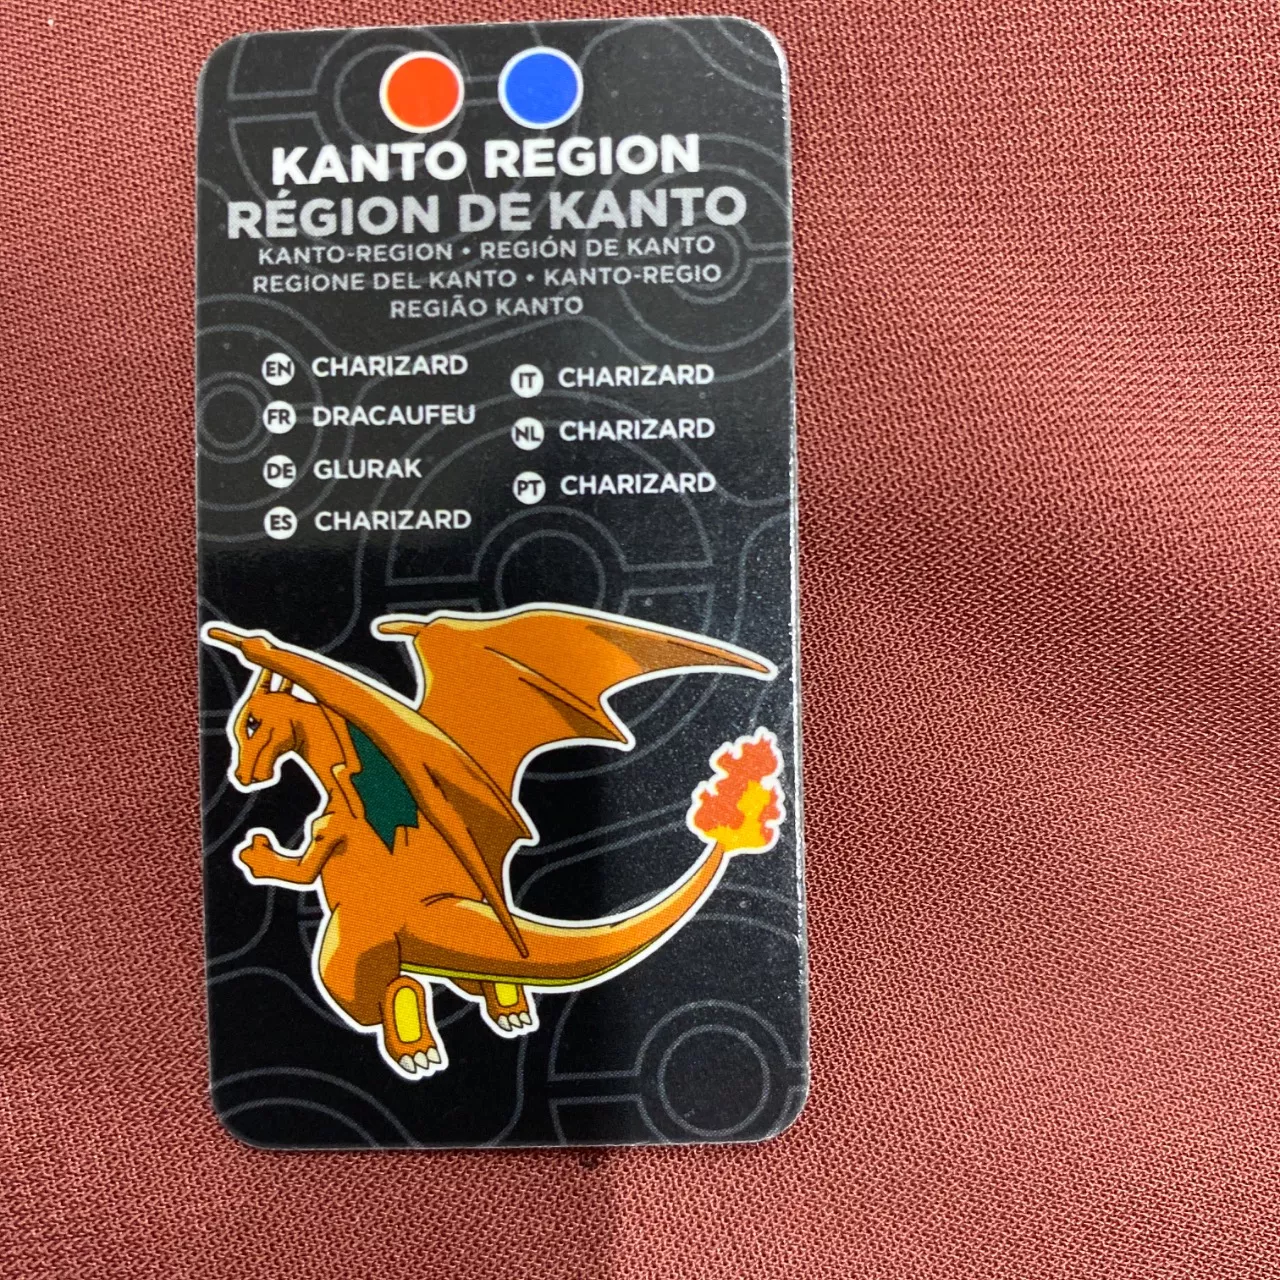 KANTO REGION
RÉGION DE KANTO
KANTO-REGION • REGIÓN DE KANTO
REGIONE DEL KANTO • KANTO-REGIO
REGIÃO KANTO
EN CHARIZARD
FR DRACAUFEU
DE GLURAK
ES CHARIZARD
IT CHARIZARD
NL CHARIZARD
PT CHARIZARD